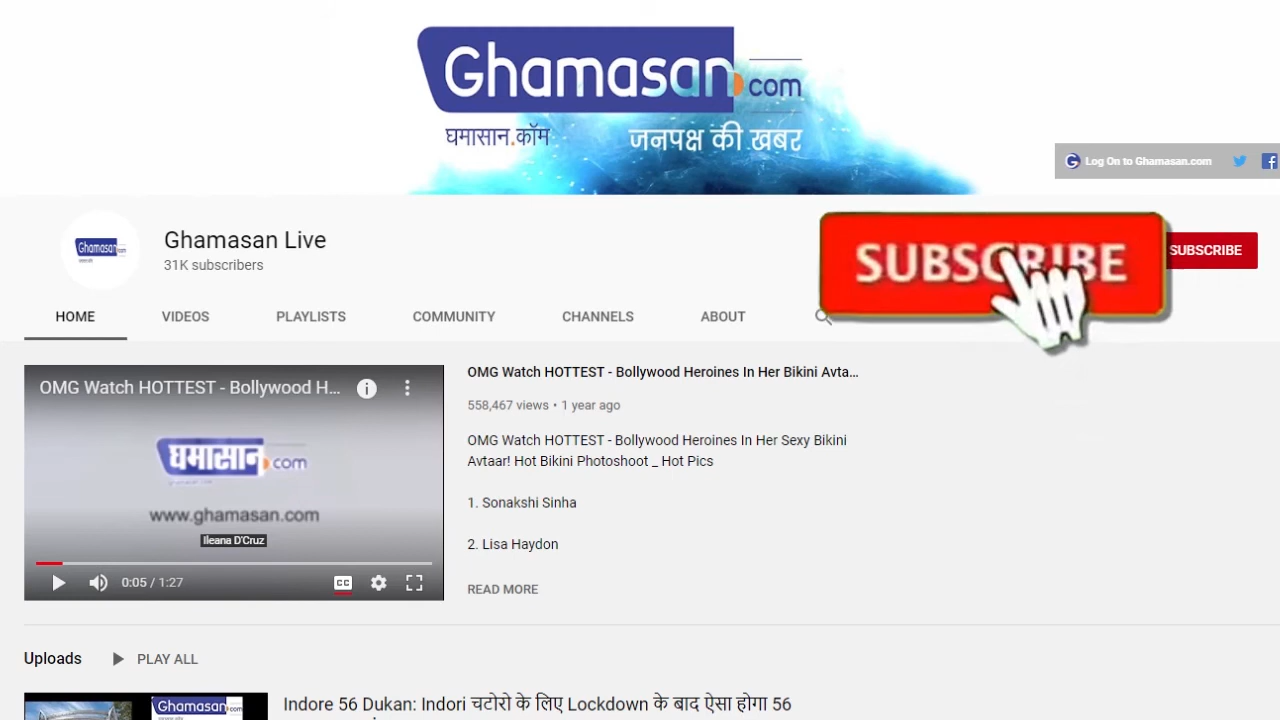 Ghamasan.com
घमासान.कॉम जनपक्ष की खबर
Log On to Ghamasan.com
Ghamasan
Ghamasan Live
31K subscribers
SUBSCRIBE
SUBSCRIBE
HOME VIDEOS PLAYLISTS COMMUNITY CHANNELS ABOUT
OMG Watch HOTTEST - Bollywood H...
घमासान.com
www.ghamasan.com
Ileana D'Cruz
0:05 / 1:27
CC
OMG Watch HOTTEST - Bollywood Heroines In Her Bikini Avta...
558,467 views • 1 year ago
OMG Watch HOTTEST - Bollywood Heroines In Her Sexy Bikini
Avtaar! Hot Bikini Photoshoot _ Hot Pics
1. Sonakshi Sinha
2. Lisa Haydon
READ MORE
Uploads PLAY ALL
Ghamasan
Indore 56 Dukan: Indori चटोरो के लिए Lockdown के बाद ऐसा होगा 56